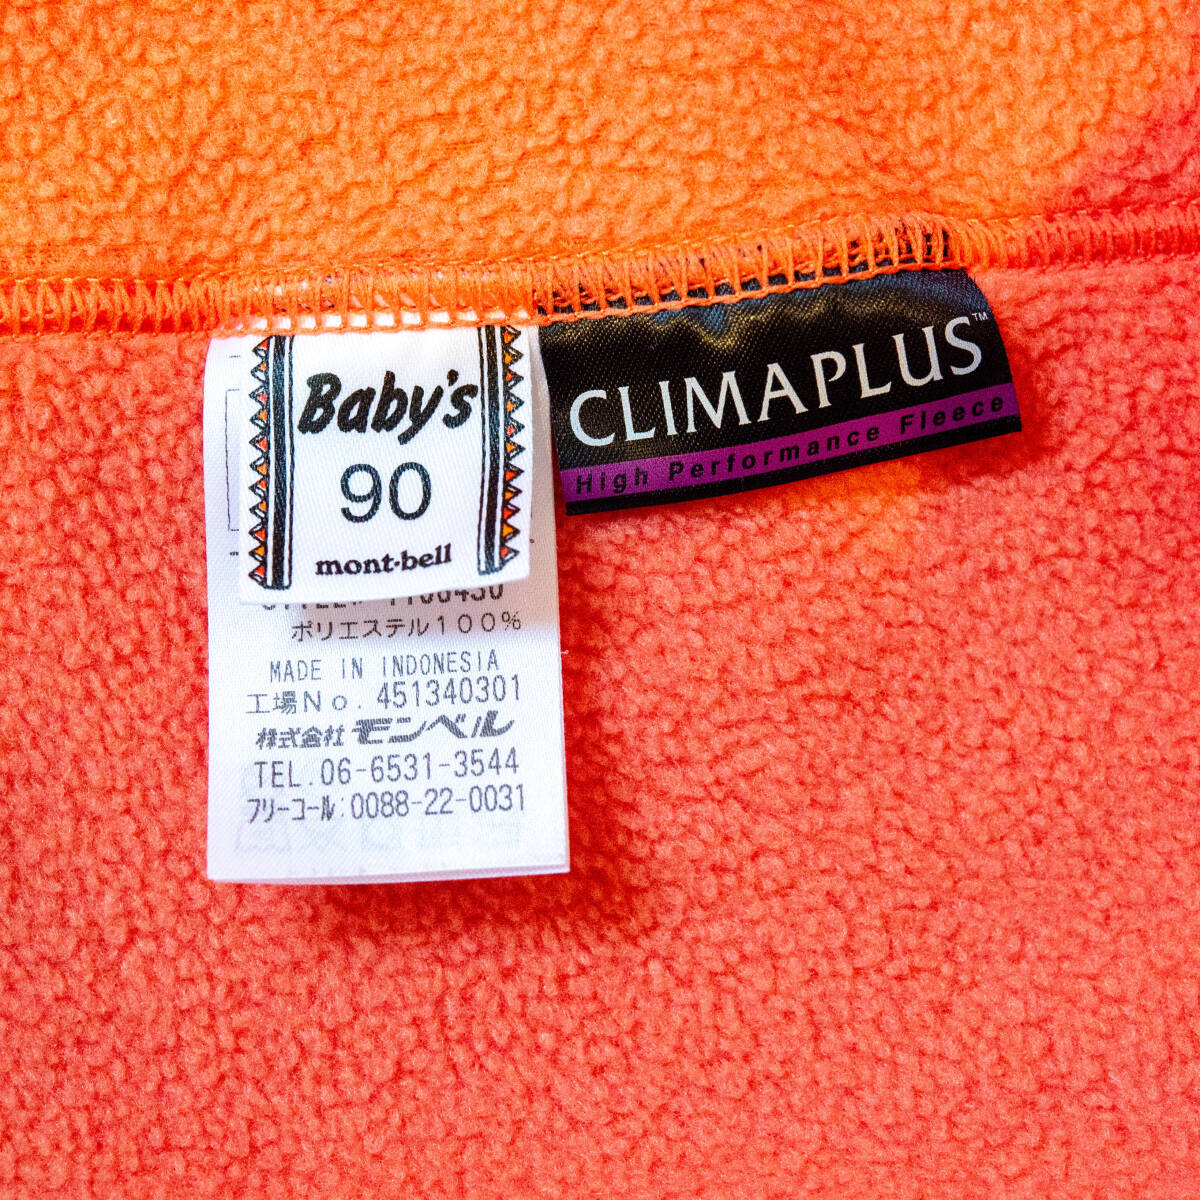 Baby's
90
mont-bell
CLIMAPLUS™
High Performance Fleece
ポリエステル100%
MADE IN INDONESIA
工場No. 451340301
株式会社モンベル
TEL.06-6531-3544
フリーコール:0088-22-0031